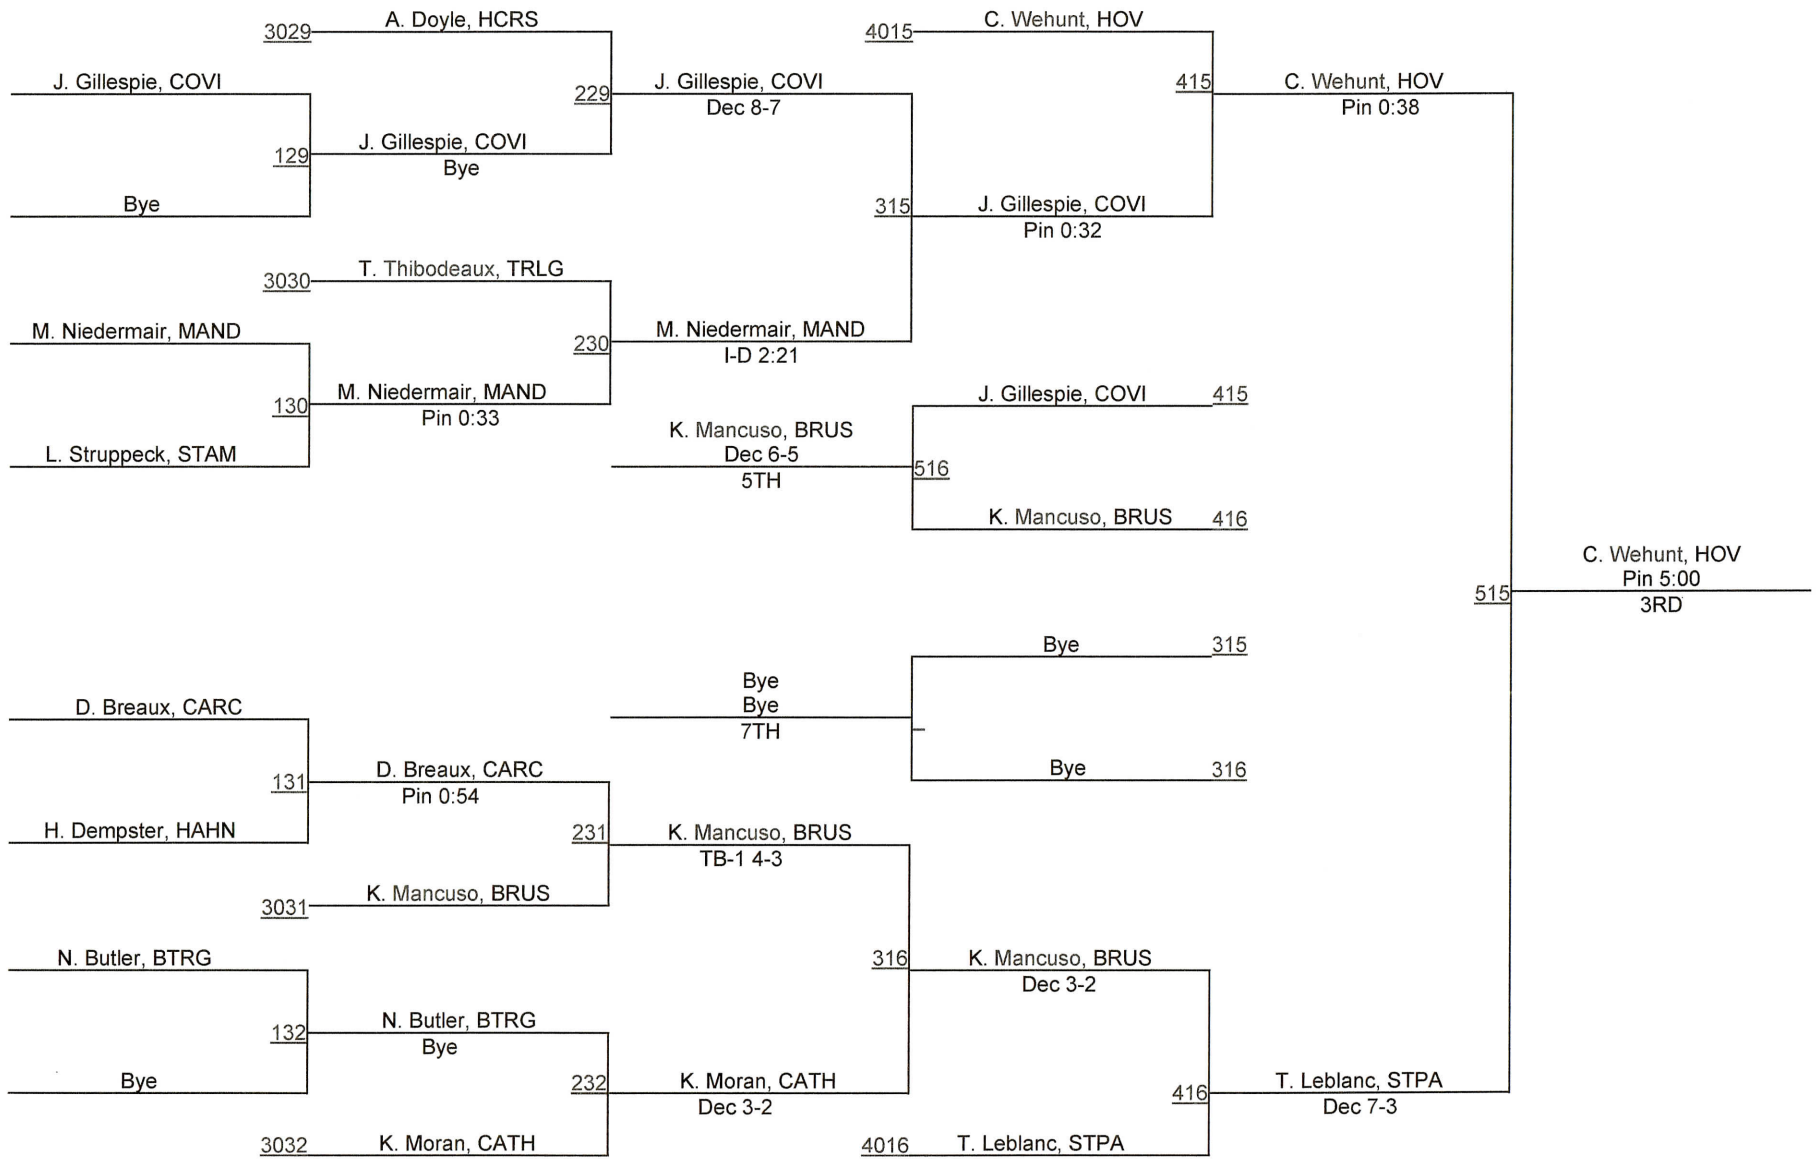 A. Doyle, HCRS
3029
C. Wehunt, HOV
4015
J. Gillespie, COVI
229
J. Gillespie, COVI
Dec 8-7
415
C. Wehunt, HOV
Pin 0:38
129
J. Gillespie, COVI
Bye
Bye
315
J. Gillespie, COVI
Pin 0:32
3030
T. Thibodeaux, TRLG
M. Niedermair, MAND
230
M. Niedermair, MAND
I-D 2:21
130
M. Niedermair, MAND
Pin 0:33
J. Gillespie, COVI
415
L. Struppeck, STAM
K. Mancuso, BRUS
Dec 6-5
5TH
516
K. Mancuso, BRUS
416
C. Wehunt, HOV
Pin 5:00
3RD
515
Bye
315
Bye
Bye
7TH
D. Breaux, CARC
Bye
316
131
D. Breaux, CARC
Pin 0:54
H. Dempster, HAHN
231
K. Mancuso, BRUS
TB-1 4-3
3031
K. Mancuso, BRUS
N. Butler, BTRG
316
K. Mancuso, BRUS
Dec 3-2
132
N. Butler, BTRG
Bye
Bye
232
K. Moran, CATH
Dec 3-2
416
T. Leblanc, STPA
Dec 7-3
3032
K. Moran, CATH
4016
T. Leblanc, STPA